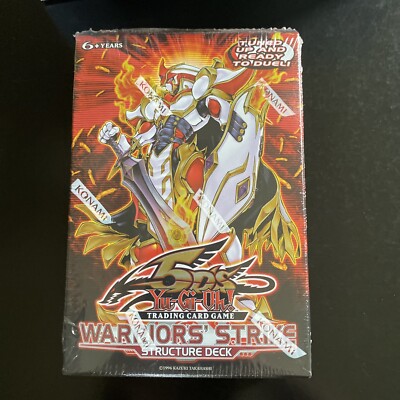 6+ YEARS
TUNED
UP AND
READY
TO DUEL!
KONAMI
KONAMI
KONAMI
KONAMI
KONAMI
KONAMI
5D's
Yu-Gi-Oh!
TRADING CARD GAME
WARRIORS' STRIKE
STRUCTURE DECK
©1996 KAZUKI TAKAHASHI